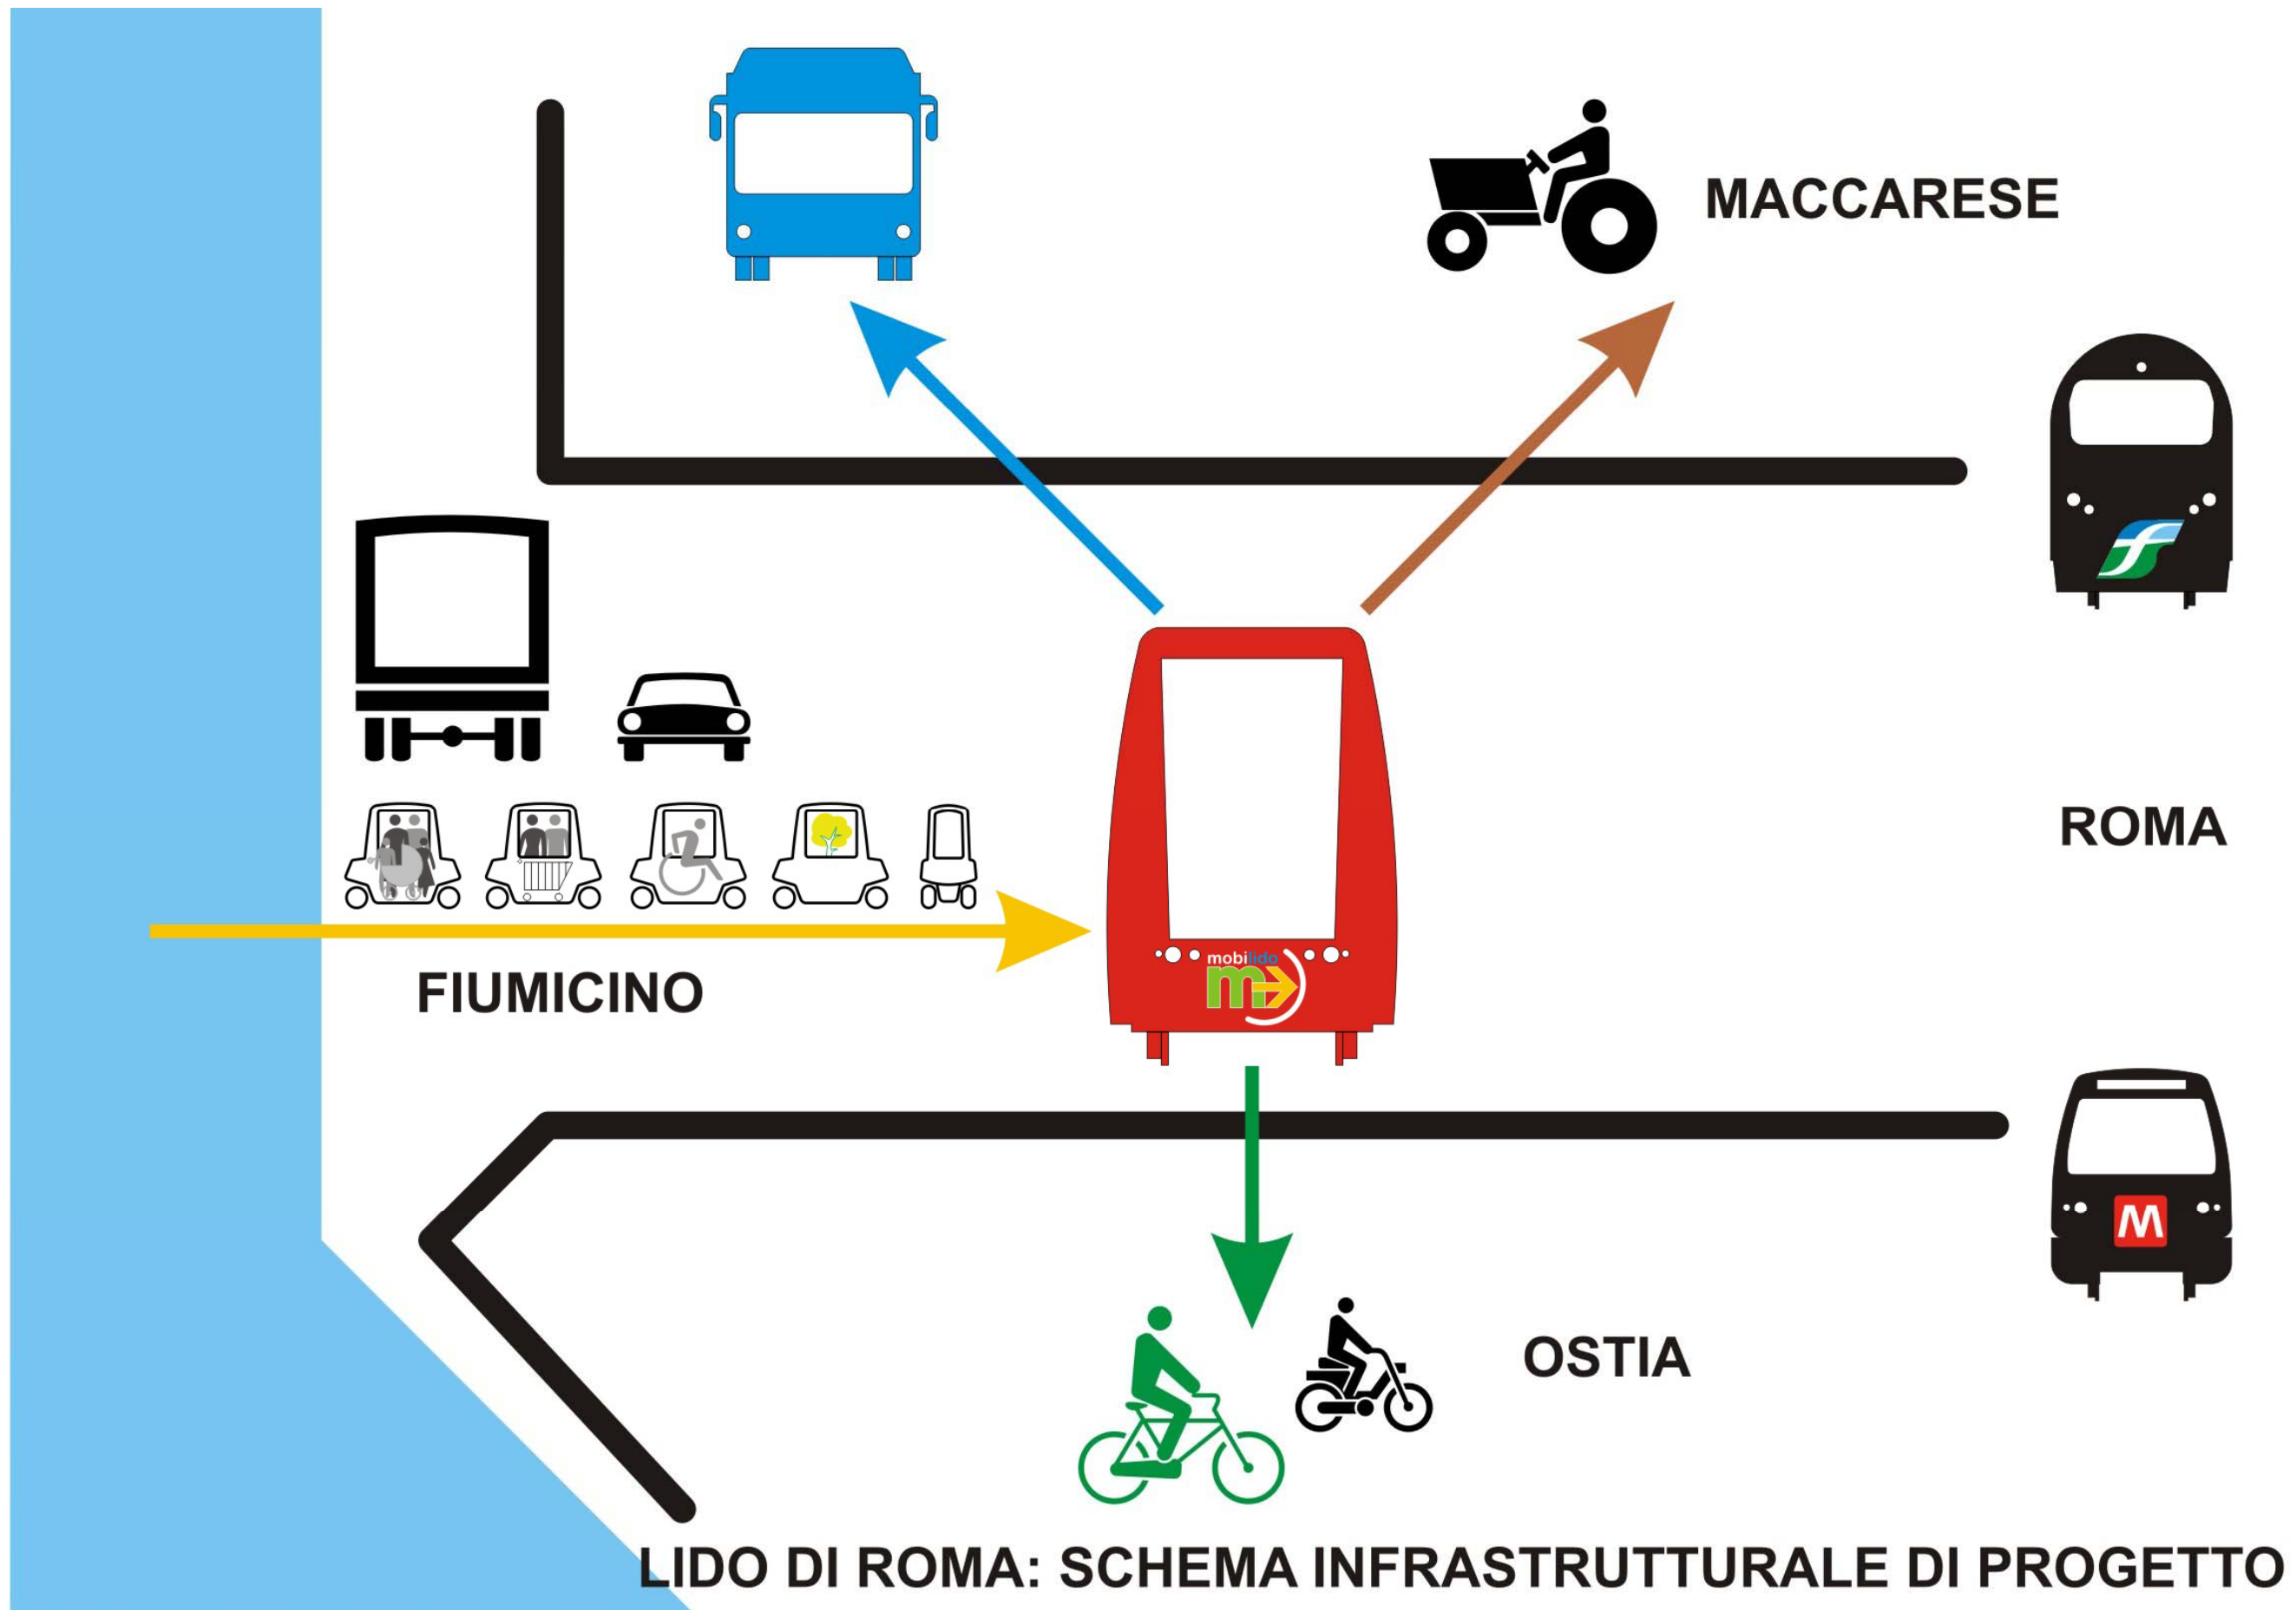 MACCARESE
ROMA
mobilido
m
FIUMICINO
M
OSTIA
LIDO DI ROMA: SCHEMA INFRASTRUTTURALE DI PROGETTO